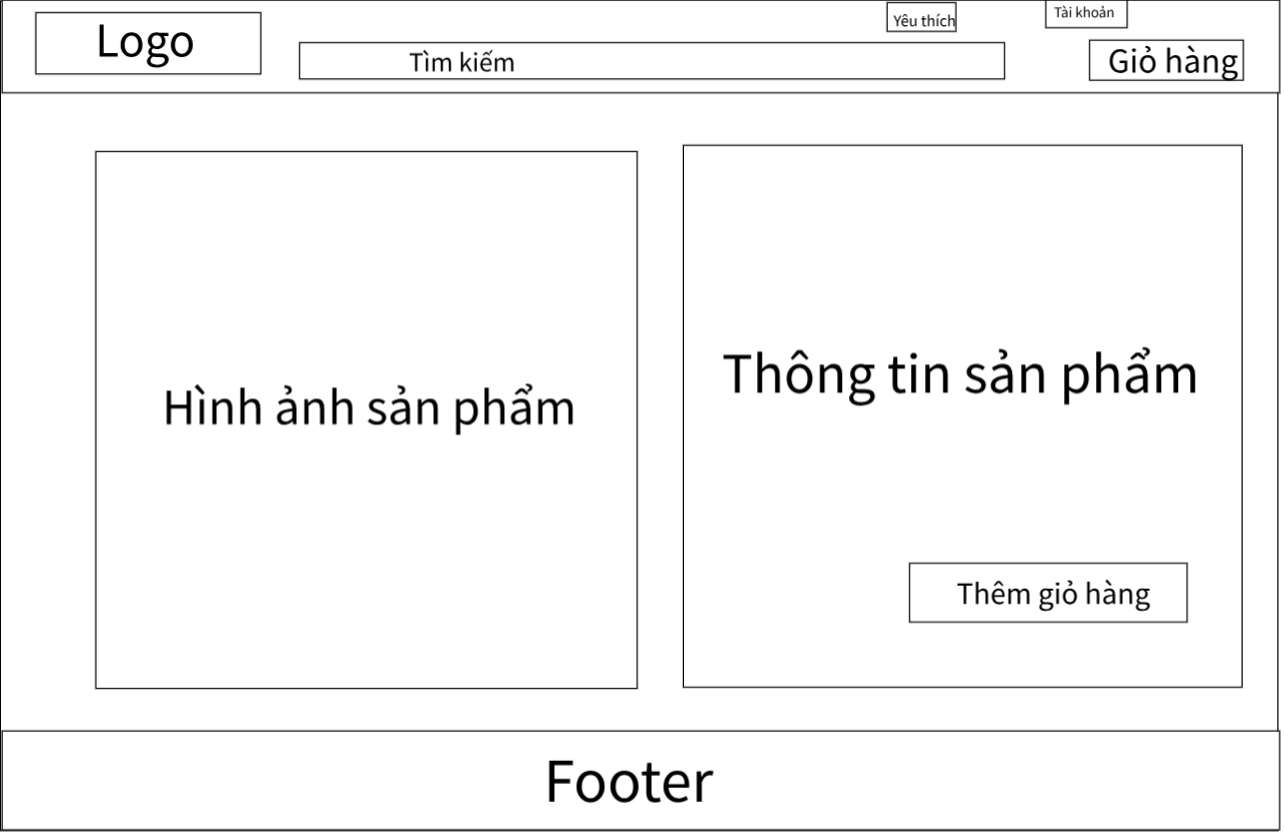 Logo
Tìm kiếm
Yêu thích
Tài khoản
Giỏ hàng
Hình ảnh sản phẩm
Thông tin sản phẩm
Thêm giỏ hàng
Footer